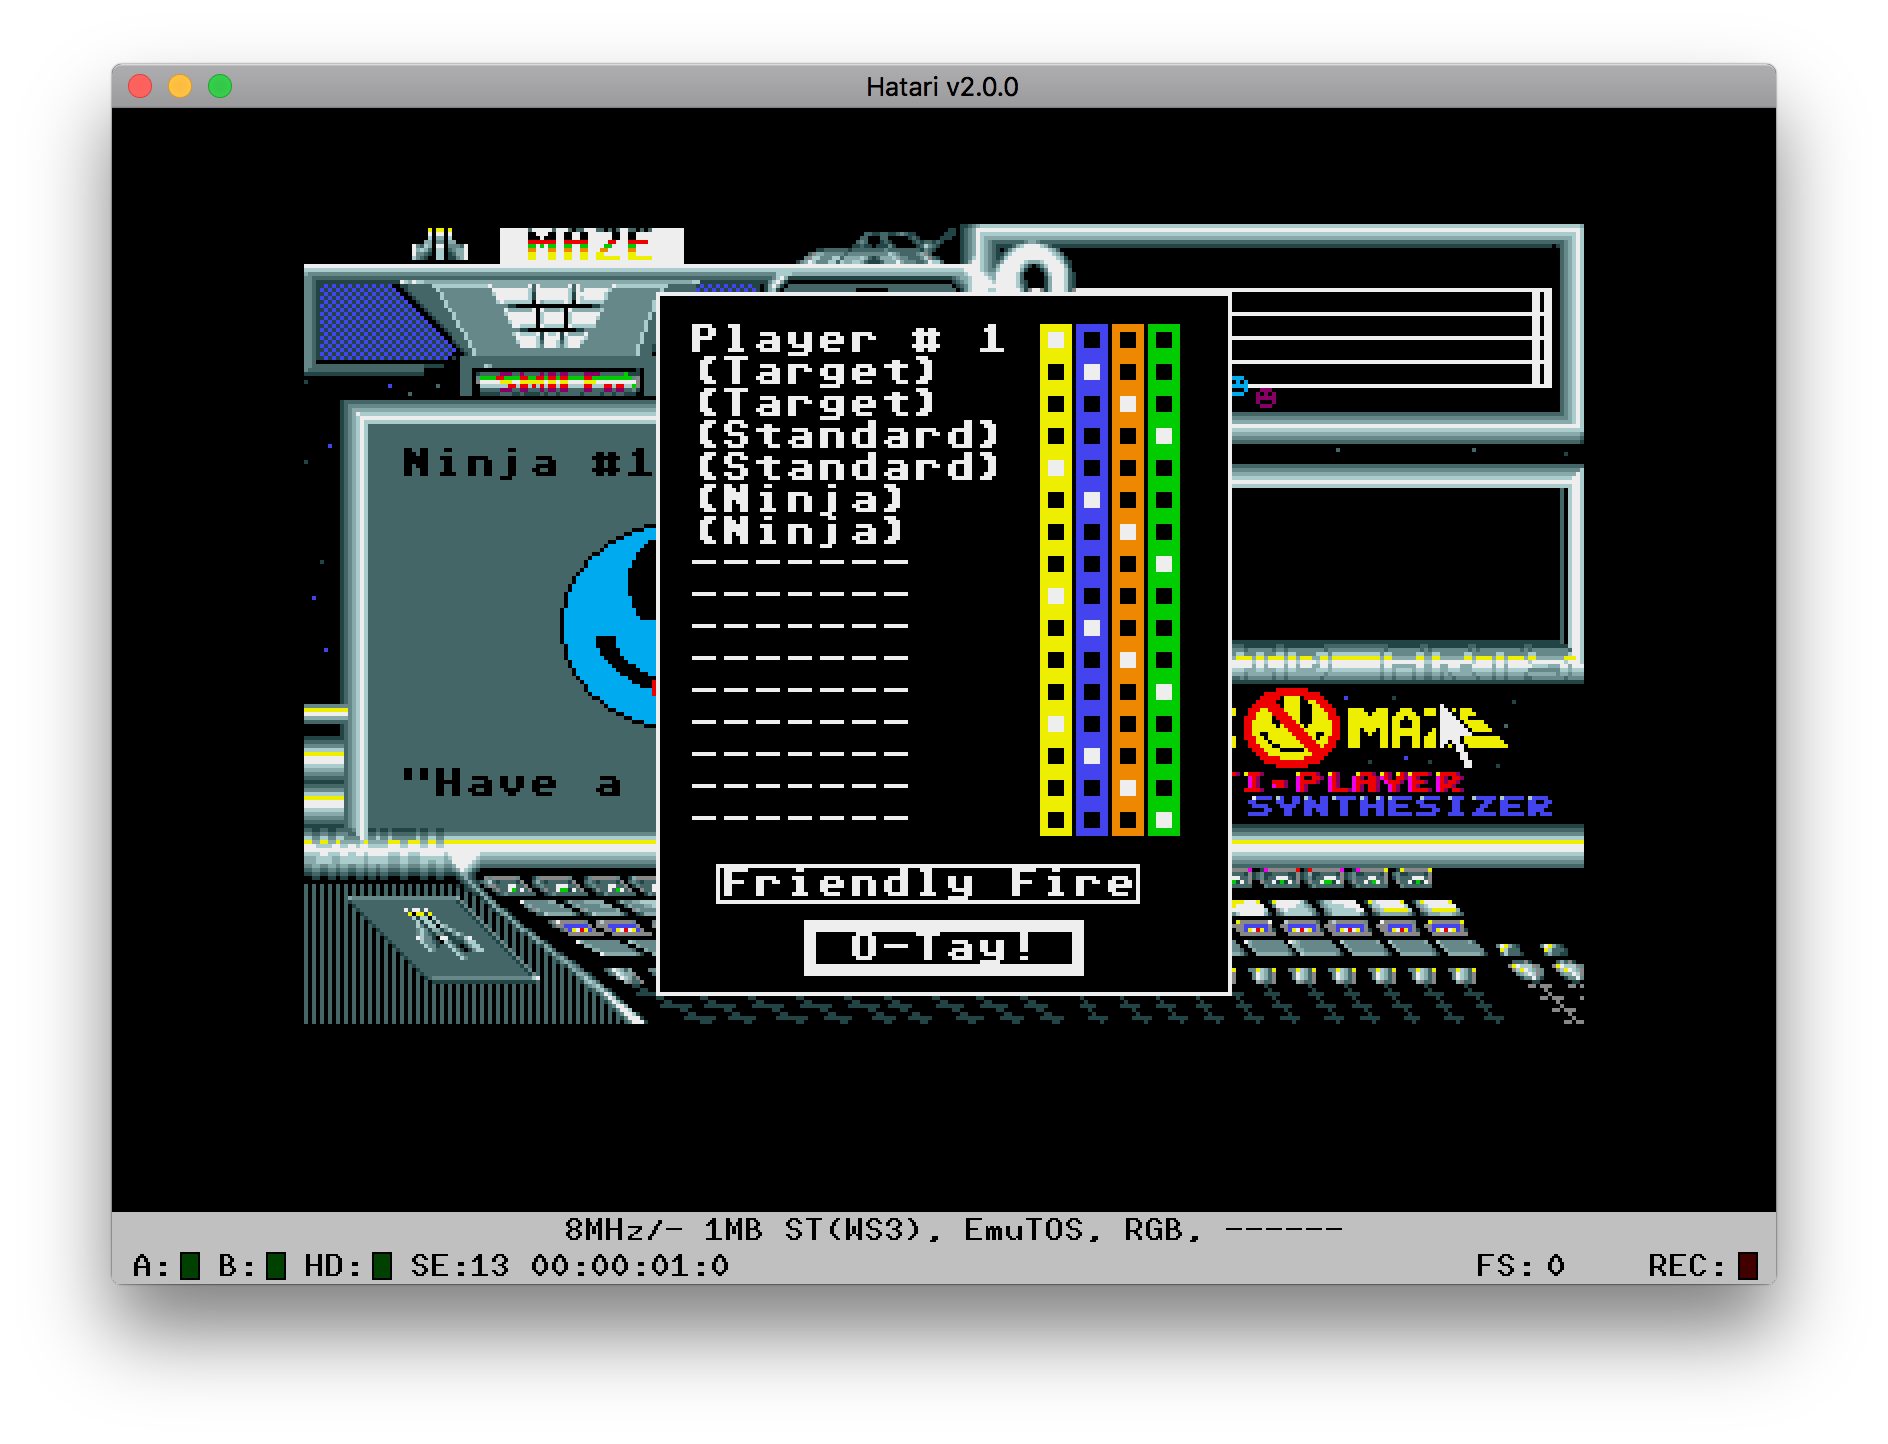 Hatari v2.0.0
MAZE
Player # 1
(Target)
(Target)
(Standard)
(Standard)
(Ninja)
(Ninja)
-------
-------
-------
-------
-------
-------
-------
-------
-------
Friendly Fire
O-Tay!
Ninja #1
"Have a
MAZE
I-PLAYER
SYNTHESIZER
8MHz/- 1MB ST(WS3), EmuTOS, RGB, ------
A: B: HD: SE:13 00:00:01:0 FS: 0 REC: